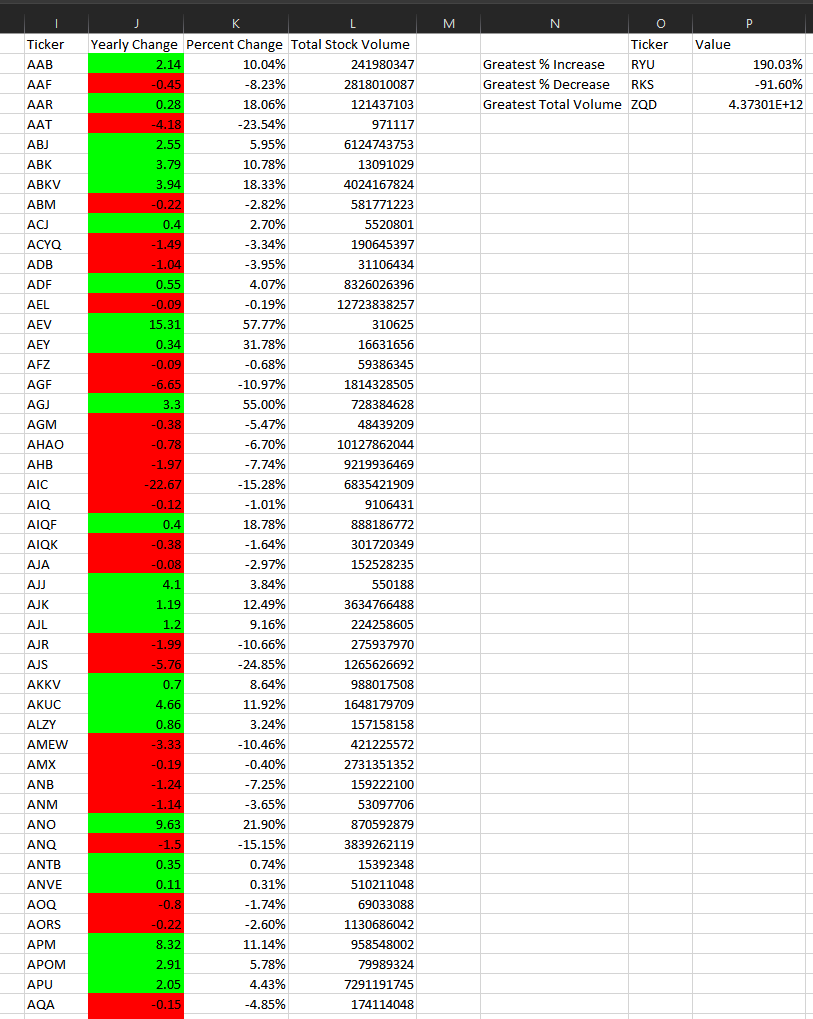 I J K L M N O P
Ticker Yearly Change Percent Change Total Stock Volume Ticker Value
AAB 2.14 10.04% 241980347 Greatest % Increase RYU 190.03%
AAF -0.45 -8.23% 2818010087 Greatest % Decrease RKS -91.60%
AAR 0.28 18.06% 121437103 Greatest Total Volume ZQD 4.37301E+12
AAT -4.18 -23.54% 971117
ABJ 2.55 5.95% 6124743753
ABK 3.79 10.78% 13091029
ABKV 3.94 18.33% 4024167824
ABM -0.22 -2.82% 581771223
ACJ 0.4 2.70% 5520801
ACYQ -1.49 -3.34% 190645397
ADB -1.04 -3.95% 31106434
ADF 0.55 4.07% 8326026396
AEL -0.09 -0.19% 12723838257
AEV 15.31 57.77% 310625
AEY 0.34 31.78% 16631656
AFZ -0.09 -0.68% 59386345
AGF -6.65 -10.97% 1814328505
AGJ 3.3 55.00% 728384628
AGM -0.38 -5.47% 48439209
AHAO -0.78 -6.70% 10127862044
AHB -1.97 -7.74% 9219936469
AIC -22.67 -15.28% 6835421909
AIQ -0.12 -1.01% 9106431
AIQF 0.4 18.78% 888186772
AIQK -0.38 -1.64% 301720349
AJA -0.08 -2.97% 152528235
AJJ 4.1 3.84% 550188
AJK 1.19 12.49% 3634766488
AJL 1.2 9.16% 224258605
AJR -1.99 -10.66% 275937970
AJS -5.76 -24.85% 1265626692
AKKV 0.7 8.64% 988017508
AKUC 4.66 11.92% 1648179709
ALZY 0.86 3.24% 157158158
AMEW -3.33 -10.46% 421225572
AMX -0.19 -0.40% 2731351352
ANB -1.24 -7.25% 159222100
ANM -1.14 -3.65% 53097706
ANO 9.63 21.90% 870592879
ANQ -1.5 -15.15% 3839262119
ANTB 0.35 0.74% 15392348
ANVE 0.11 0.31% 510211048
AOQ -0.8 -1.74% 69033088
AORS -0.22 -2.60% 1130686042
APM 8.32 11.14% 958548002
APOM 2.91 5.78% 79989324
APU 2.05 4.43% 7291191745
AQA -0.15 -4.85% 174114048